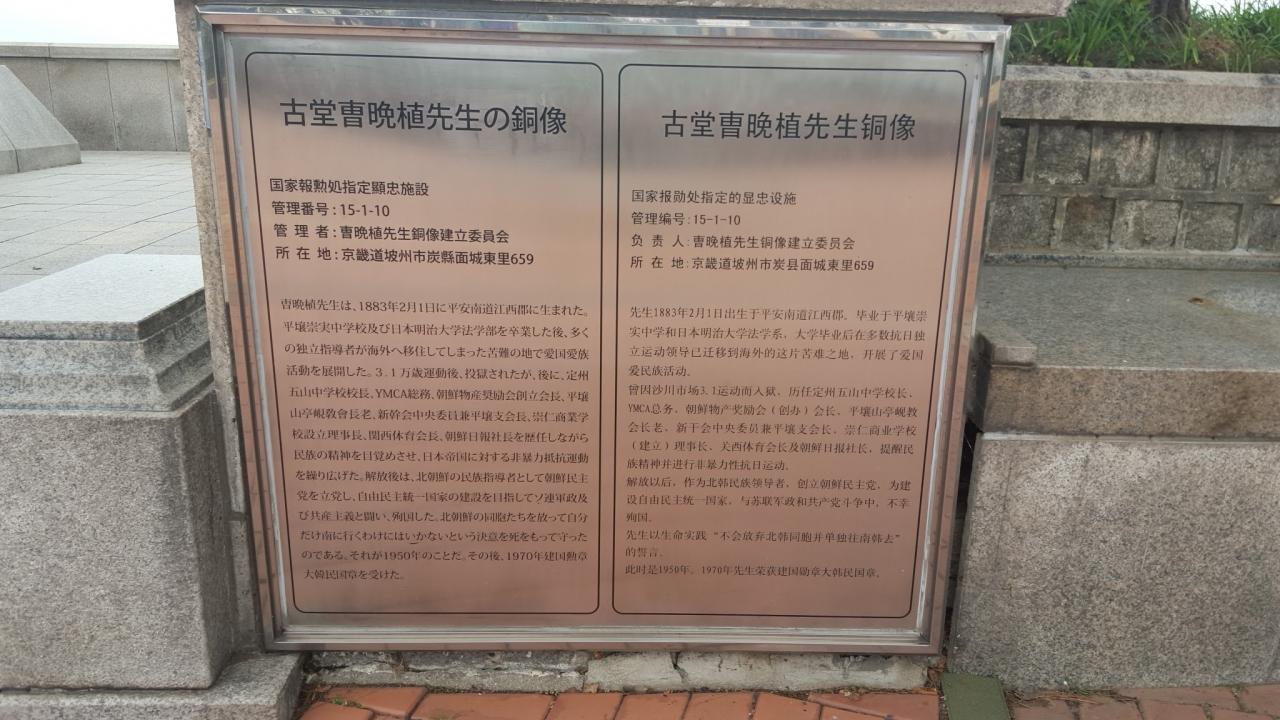 古堂曺晩植先生の銅像
国家報勲処指定顯忠施設
管理番号 : 15-1-10
管 理 者 : 曺晩植先生銅像建立委員会
所 在 地 : 京畿道坡州市炭縣面城東里659
曺晩植先生は、1883年2月1日に平安南道江西郡に生まれた。
平壌崇実中学校及び日本明治大学法学部を卒業した後、多く
の独立指導者が海外へ移住してしまった苦難の地で愛国愛族
活動を展開した。3.1万歳運動後、投獄されたが、後に、定州
五山中学校校長、YMCA総務、朝鮮物産奨励会創立会長、平壌
山亭峴敎會長老、新幹会中央委員兼平壌支会長、崇仁商業学
校設立理事長、関西体育会長、朝鮮日報社長を歴任しながら
民族の精神を目覚めさせ、日本帝国に対する非暴力抵抗運動
を繰り広げた。解放後は、北朝鮮の民族指導者として朝鮮民主
党を立党し、自由民主統一国家の建設を目指してソ連軍政及
び共産主義と闘い、殉国した。北朝鮮の同胞たちを放って自分
だけ南に行くわけにはいかないという決意を死をもって守った
のである。それが1950年のことだ。その後、1970年建国勲章
大韓民国章を受けた。
古堂曺晚植先生铜像
国家报勋处指定的显忠设施
管理编号 : 15-1-10
负 责 人 : 曺晚植先生铜像建立委员会
所 在 地 : 京畿道坡州市炭县面城東里659
先生1883年2月1日出生于平安南道江西郡。毕业于平壤崇
实中学和日本明治大学法学系，大学毕业后在多数抗日独
立运动领导已迁移到海外的这片苦难之地，开展了爱国
爱民族活动。
曾因沙川市场3.1运动而入狱，历任定州五山中学校长、
YMCA总务、朝鲜物产奖励会（创办）会长、平壤山亭岘教
会长老、新干会中央委员兼平壤支会长、崇仁商业学校
（建立）理事长、关西体育会长及朝鲜日报社长，提醒民
族精神并进行非暴力性抗日运动。
解放以后，作为北韩民族领导者，创立朝鲜民主党，为建
设自由民主统一国家，与苏联军政和共产党斗争中，不幸
殉国。
先生以生命实践“不会放弃北韩同胞并单独往南韩去”
的誓言。
此时是1950年。1970年先生荣获建国勋章大韩民国章。